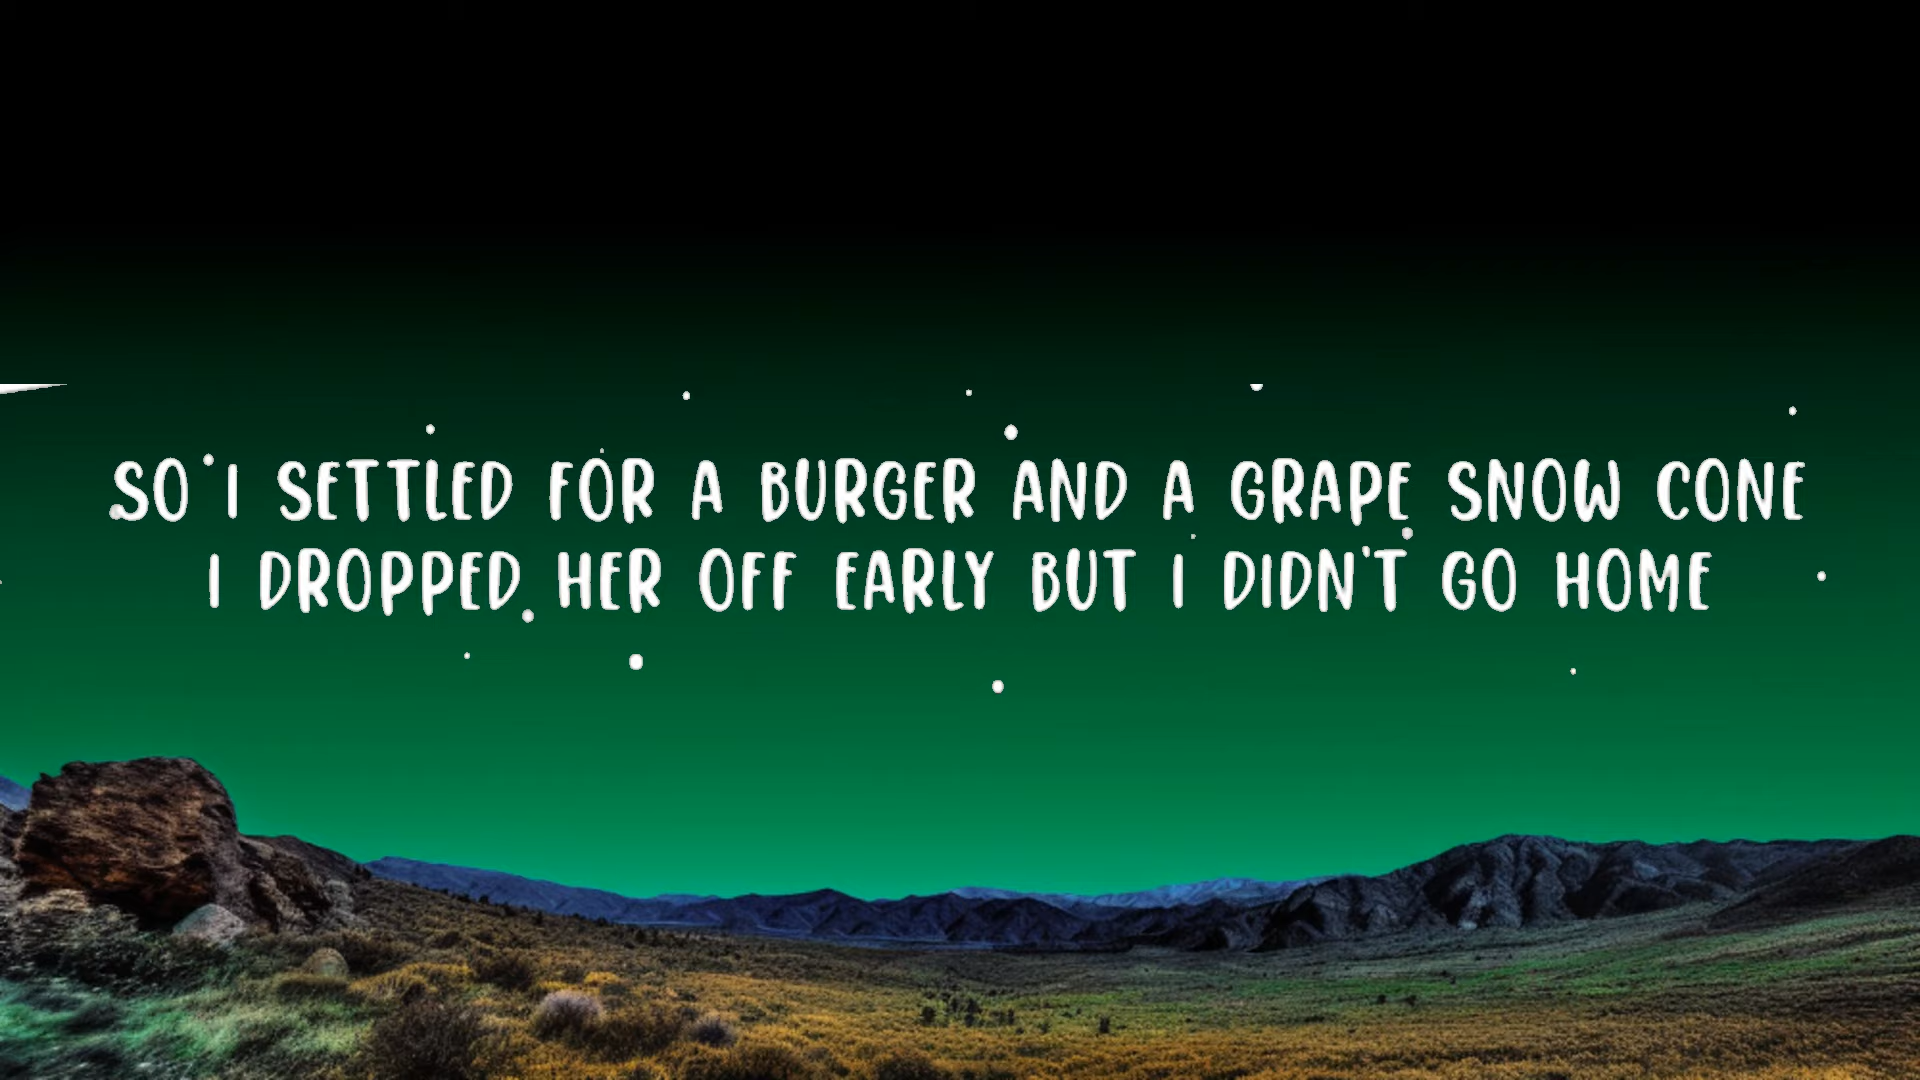 SO I SETTLED FOR A BURGER AND A GRAPE SNOW CONE
I DROPPED HER OFF EARLY BUT I DIDN'T GO HOME